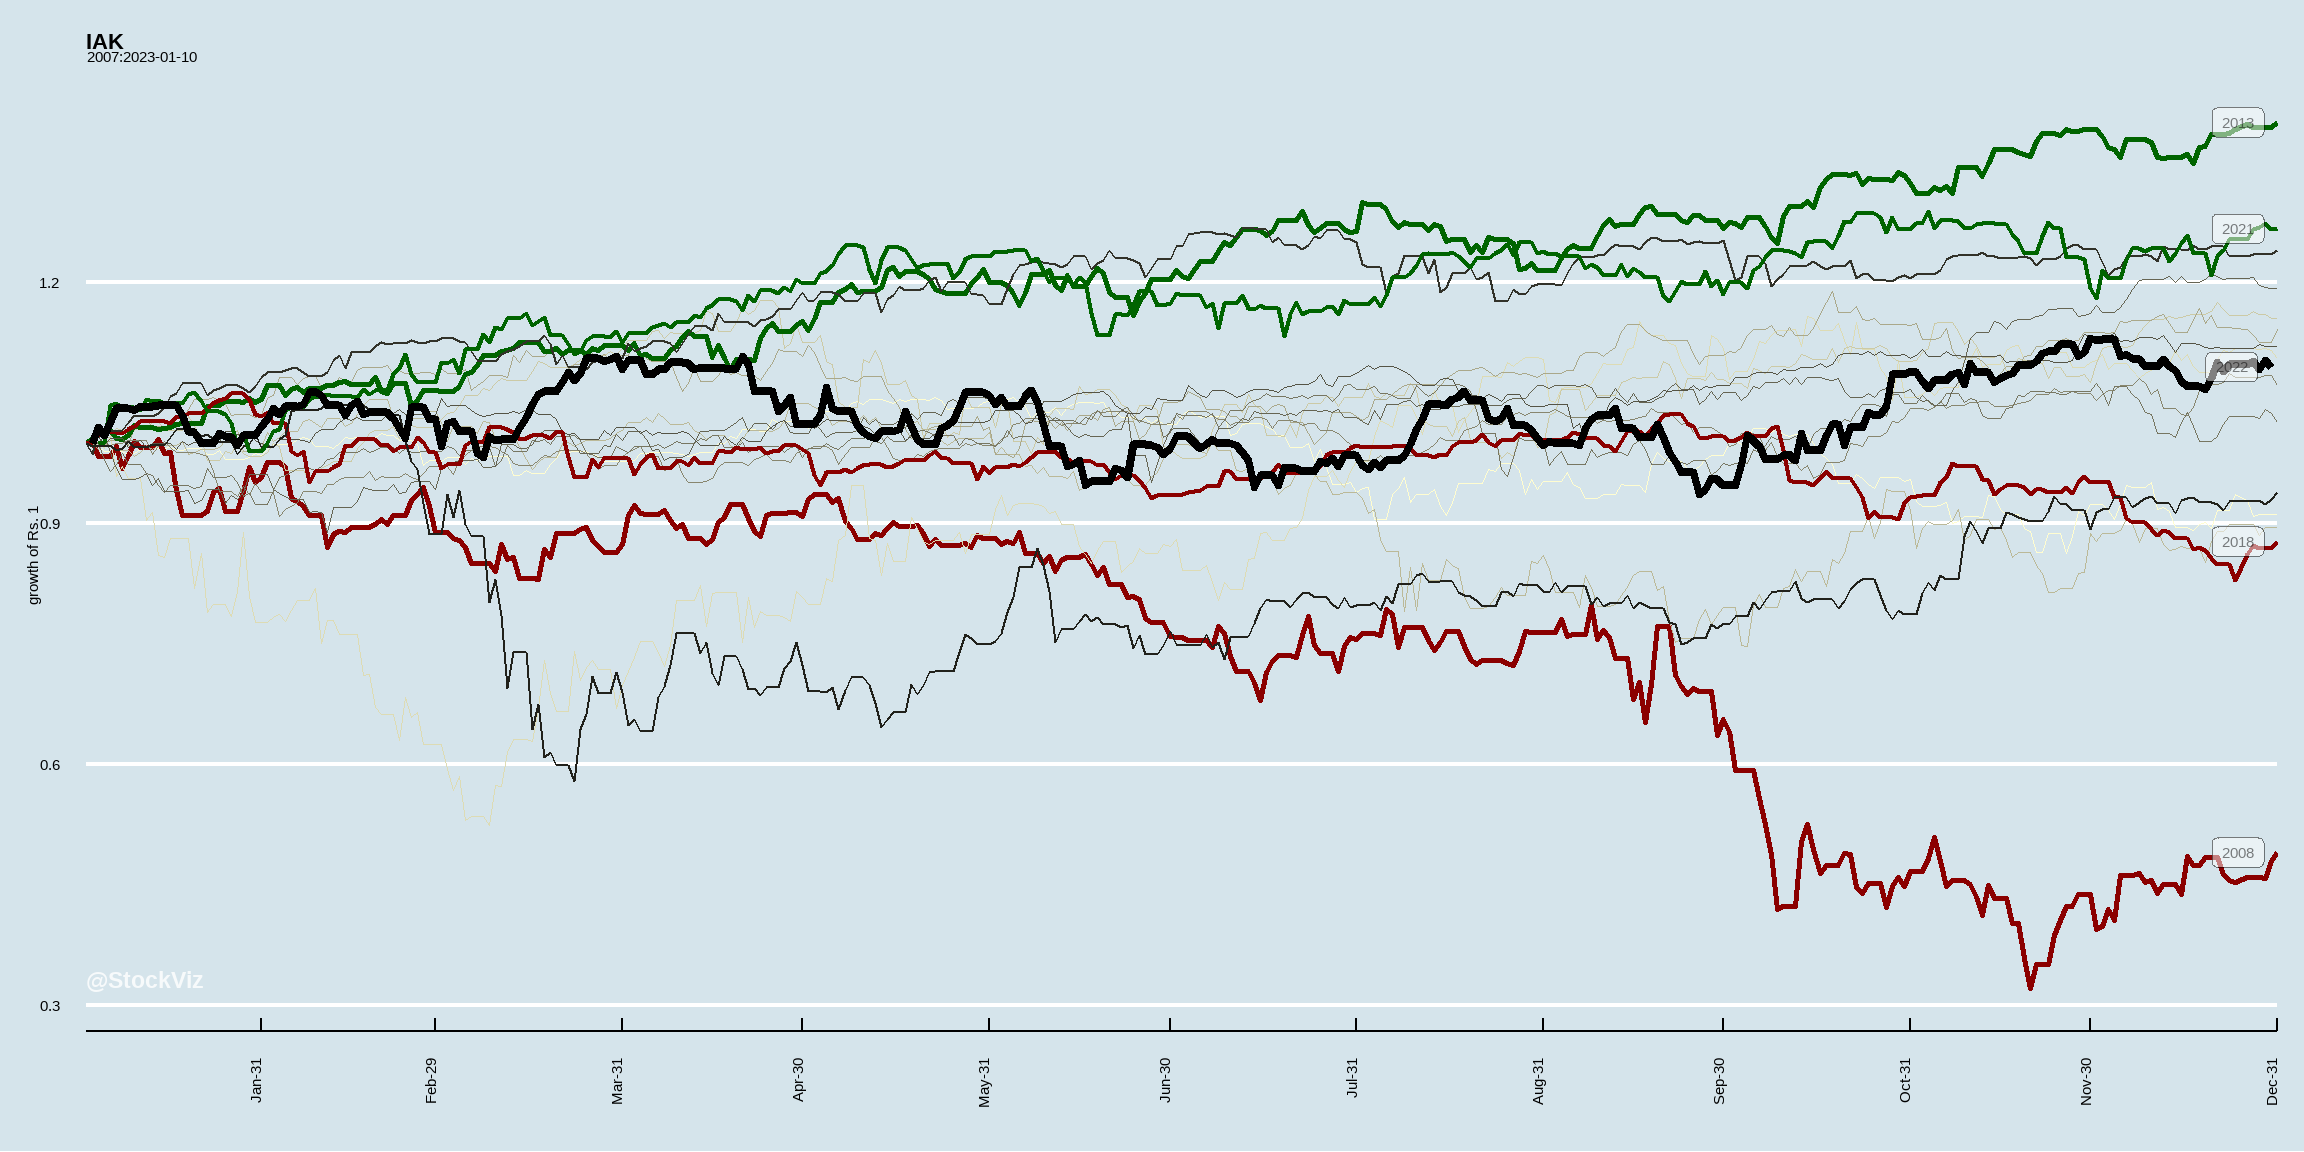 IAK
2007:2023-01-10
2013
2021
1.2
2022
growth of Rs. 1
0.9
2018
0.6
2008
@StockViz
0.3
Jan-31
Feb-29
Mar-31
Apr-30
May-31
Jun-30
Jul-31
Aug-31
Sep-30
Oct-31
Nov-30
Dec-31